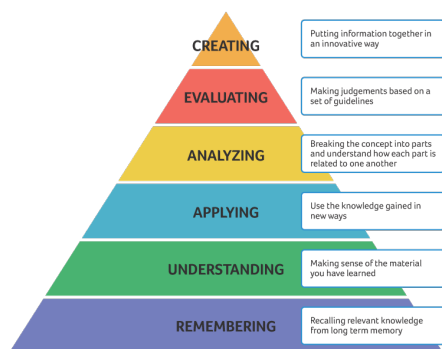 CREATING
Putting information together in
an innovative way
EVALUATING
Making judgements based on a
set of guidelines
ANALYZING
Breaking the concept into parts
and understand how each part is
related to one another
APPLYING
Use the knowledge gained in
new ways
UNDERSTANDING
Making sense of the material
you have learned
REMEMBERING
Recalling relevant knowledge
from long term memory